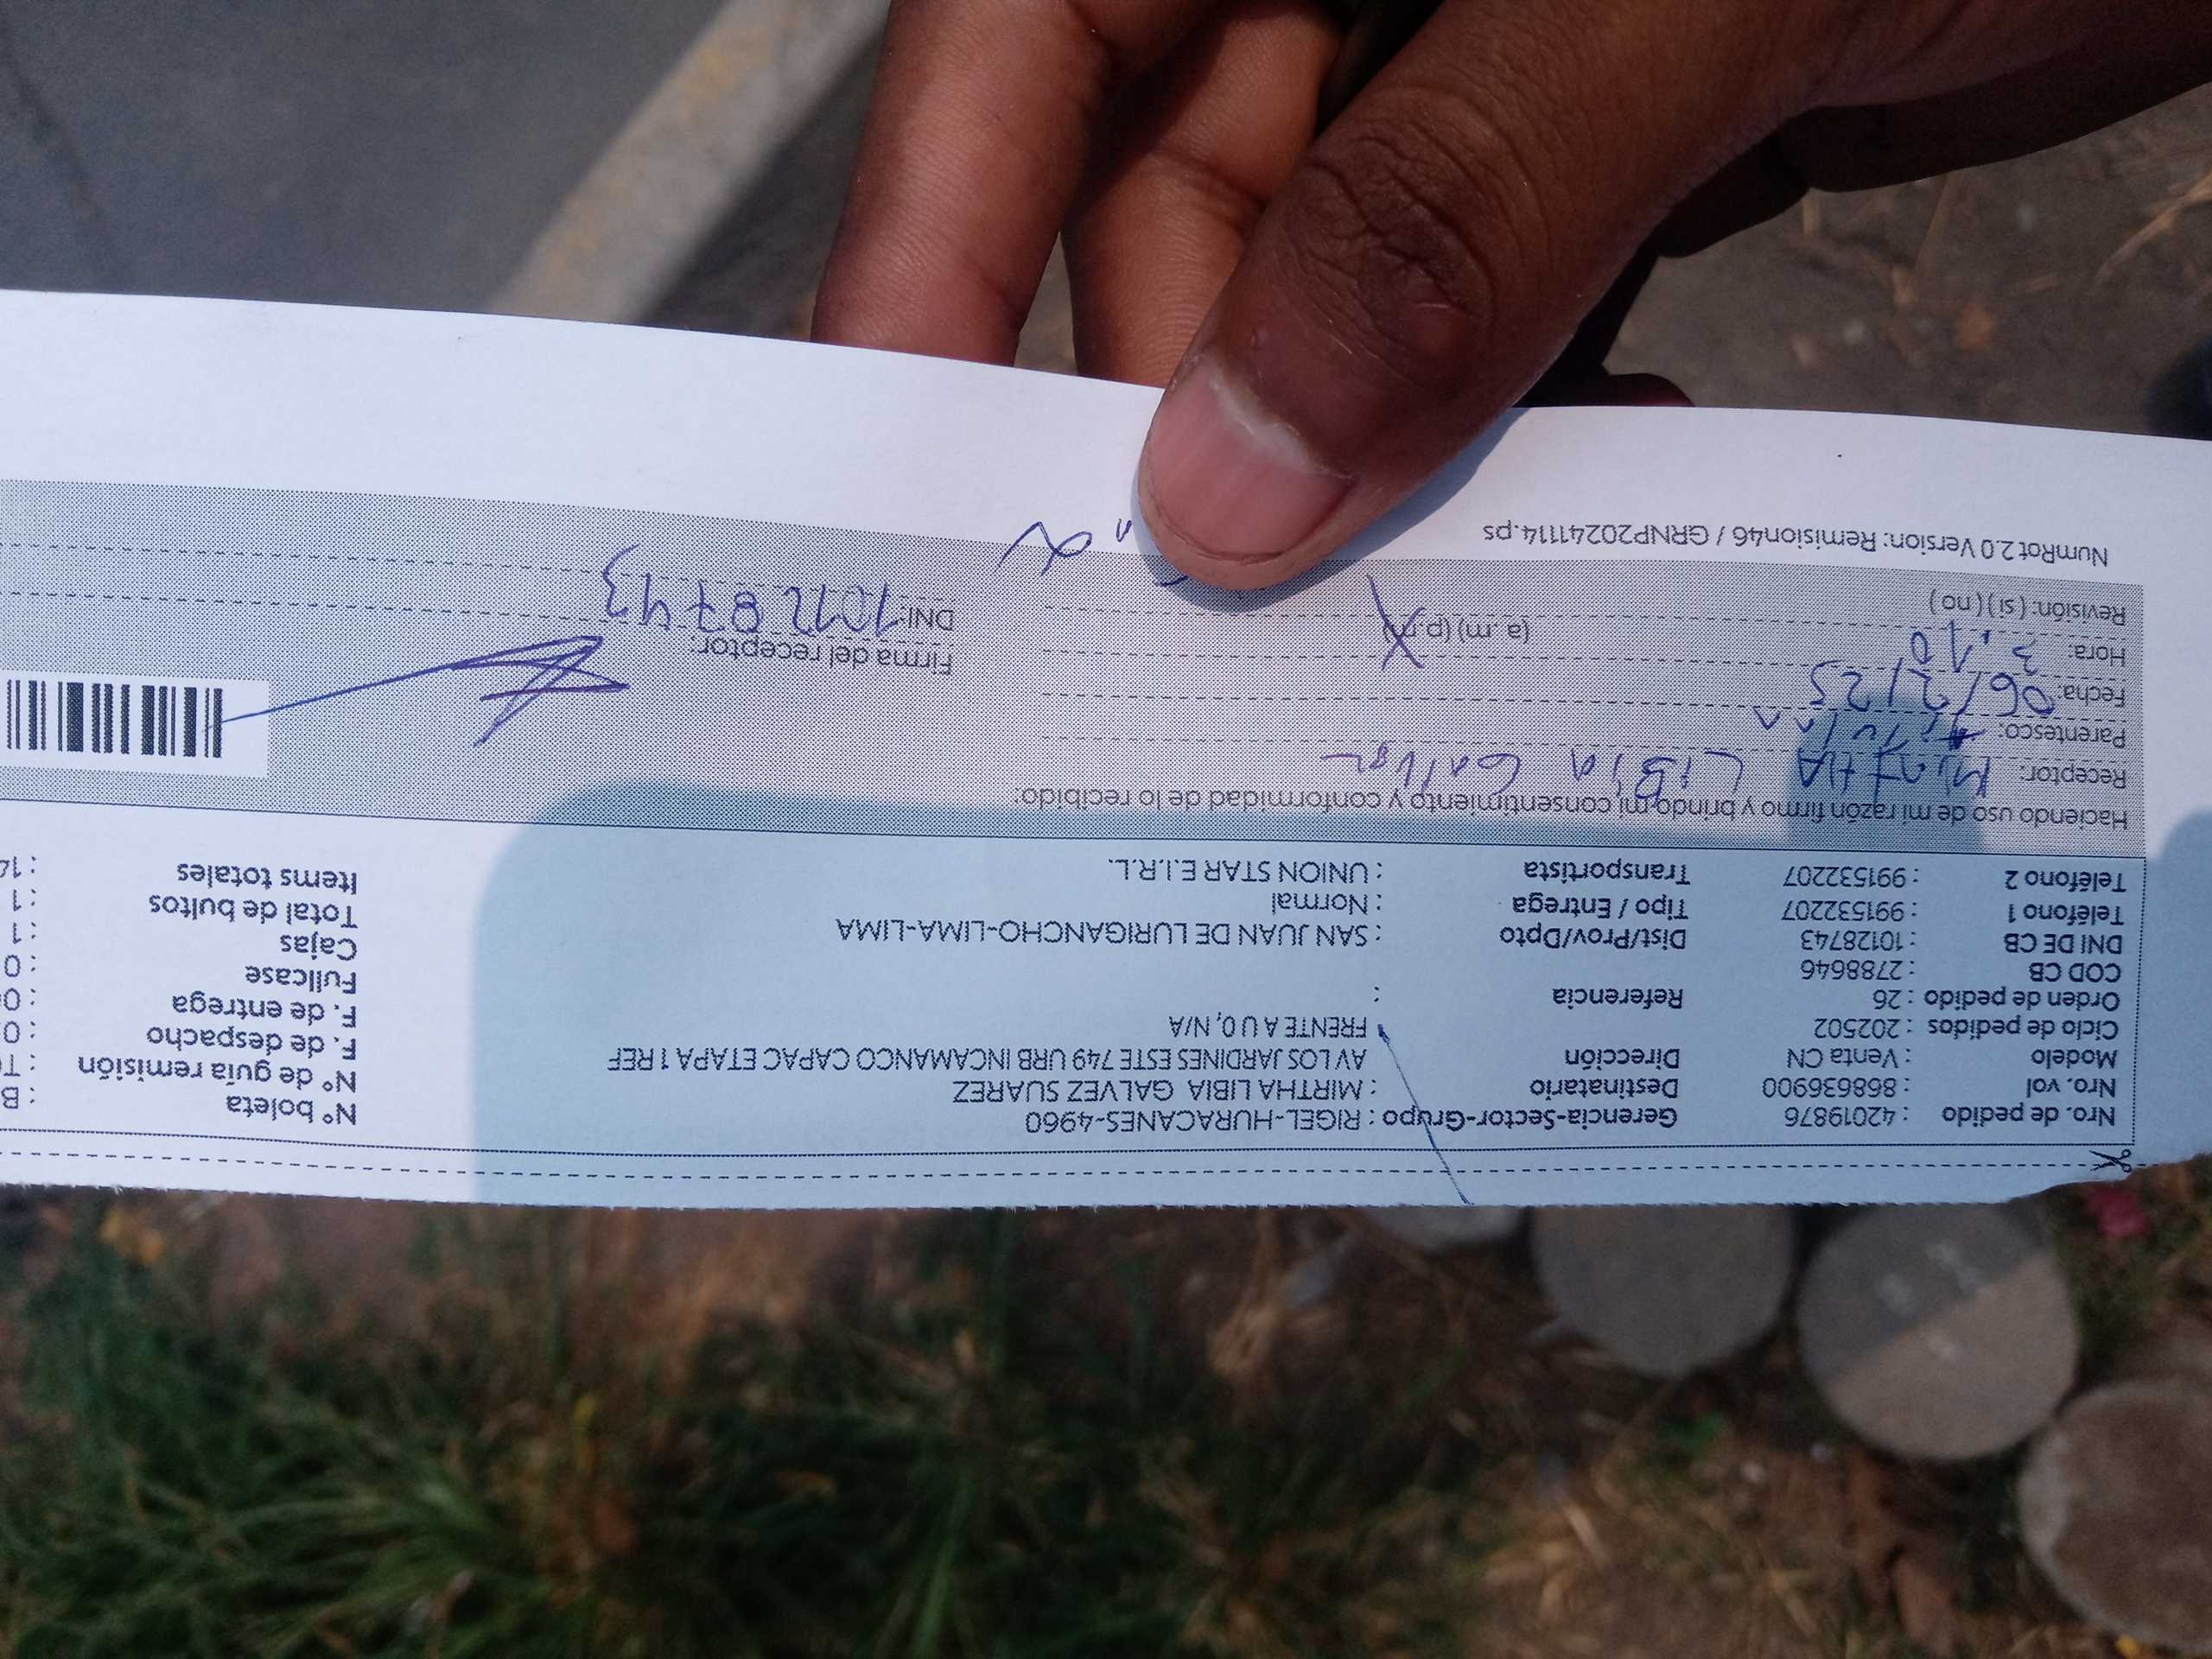 Nro. de pedido : 42019876 Gerencia-Sector-Grupo : RIGEL-HURACANES-4960 N° boleta : B
Nro. vol : 868636900 Destinatario : MIRTHA LIBIA GALVEZ SUAREZ N° de guía remisión : T
Modelo : Venta CN Dirección AV LOS JARDINES ESTE 749 URB INCAMANCO CAPAC ETAPA 1 REF F. de despacho : 0
Ciclo de pedidos : 202502 : FRENTE A U 0, N/A F. de entrega : 0
Orden de pedido : 26 Referencia : Fullcase : 0
COD CB : 2788646 Cajas : 1
DNI DE CB : 10128743 Dist/Prov/Dpto : SAN JUAN DE LURIGANCHO-LIMA-LIMA Total de bultos : 1
Teléfono 1 : 991532207 Tipo / Entrega : Normal Items totales : 14
Teléfono 2 : 991532207 Transportista : UNION STAR E.I.R.L.
Haciendo uso de mi razón firmo y brindo mi consentimiento y conformidad de lo recibido:
Receptor: MirtHA LiBia Galvez
Parentesco: Titular
Fecha: 06/2/25 Firma del receptor:
Hora: 3.10 (a.m) (p.m) DNI: 10128743
Revisión: ( si ) ( no )
NumRot 2.0 Version: Remision46 / GRNP20241114.ps